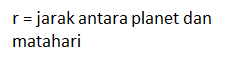 r = jarak antara planet dan
matahari